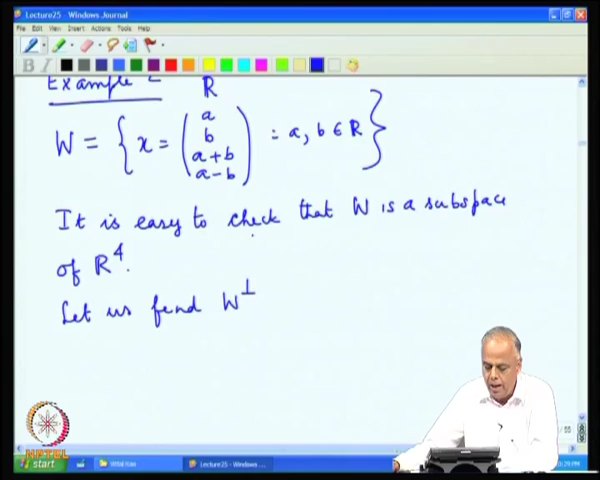 Lecture25 - Windows Journal
File Edit View Insert Actions Tools Help
B I
Example 2 R
W = { x = ( a b a+b a-b ) : a, b ∈ R }
It is easy to check that W is a subspace
of R⁴.
Let us find W⊥
NPTEL
start
Lecture25 - Windows ...